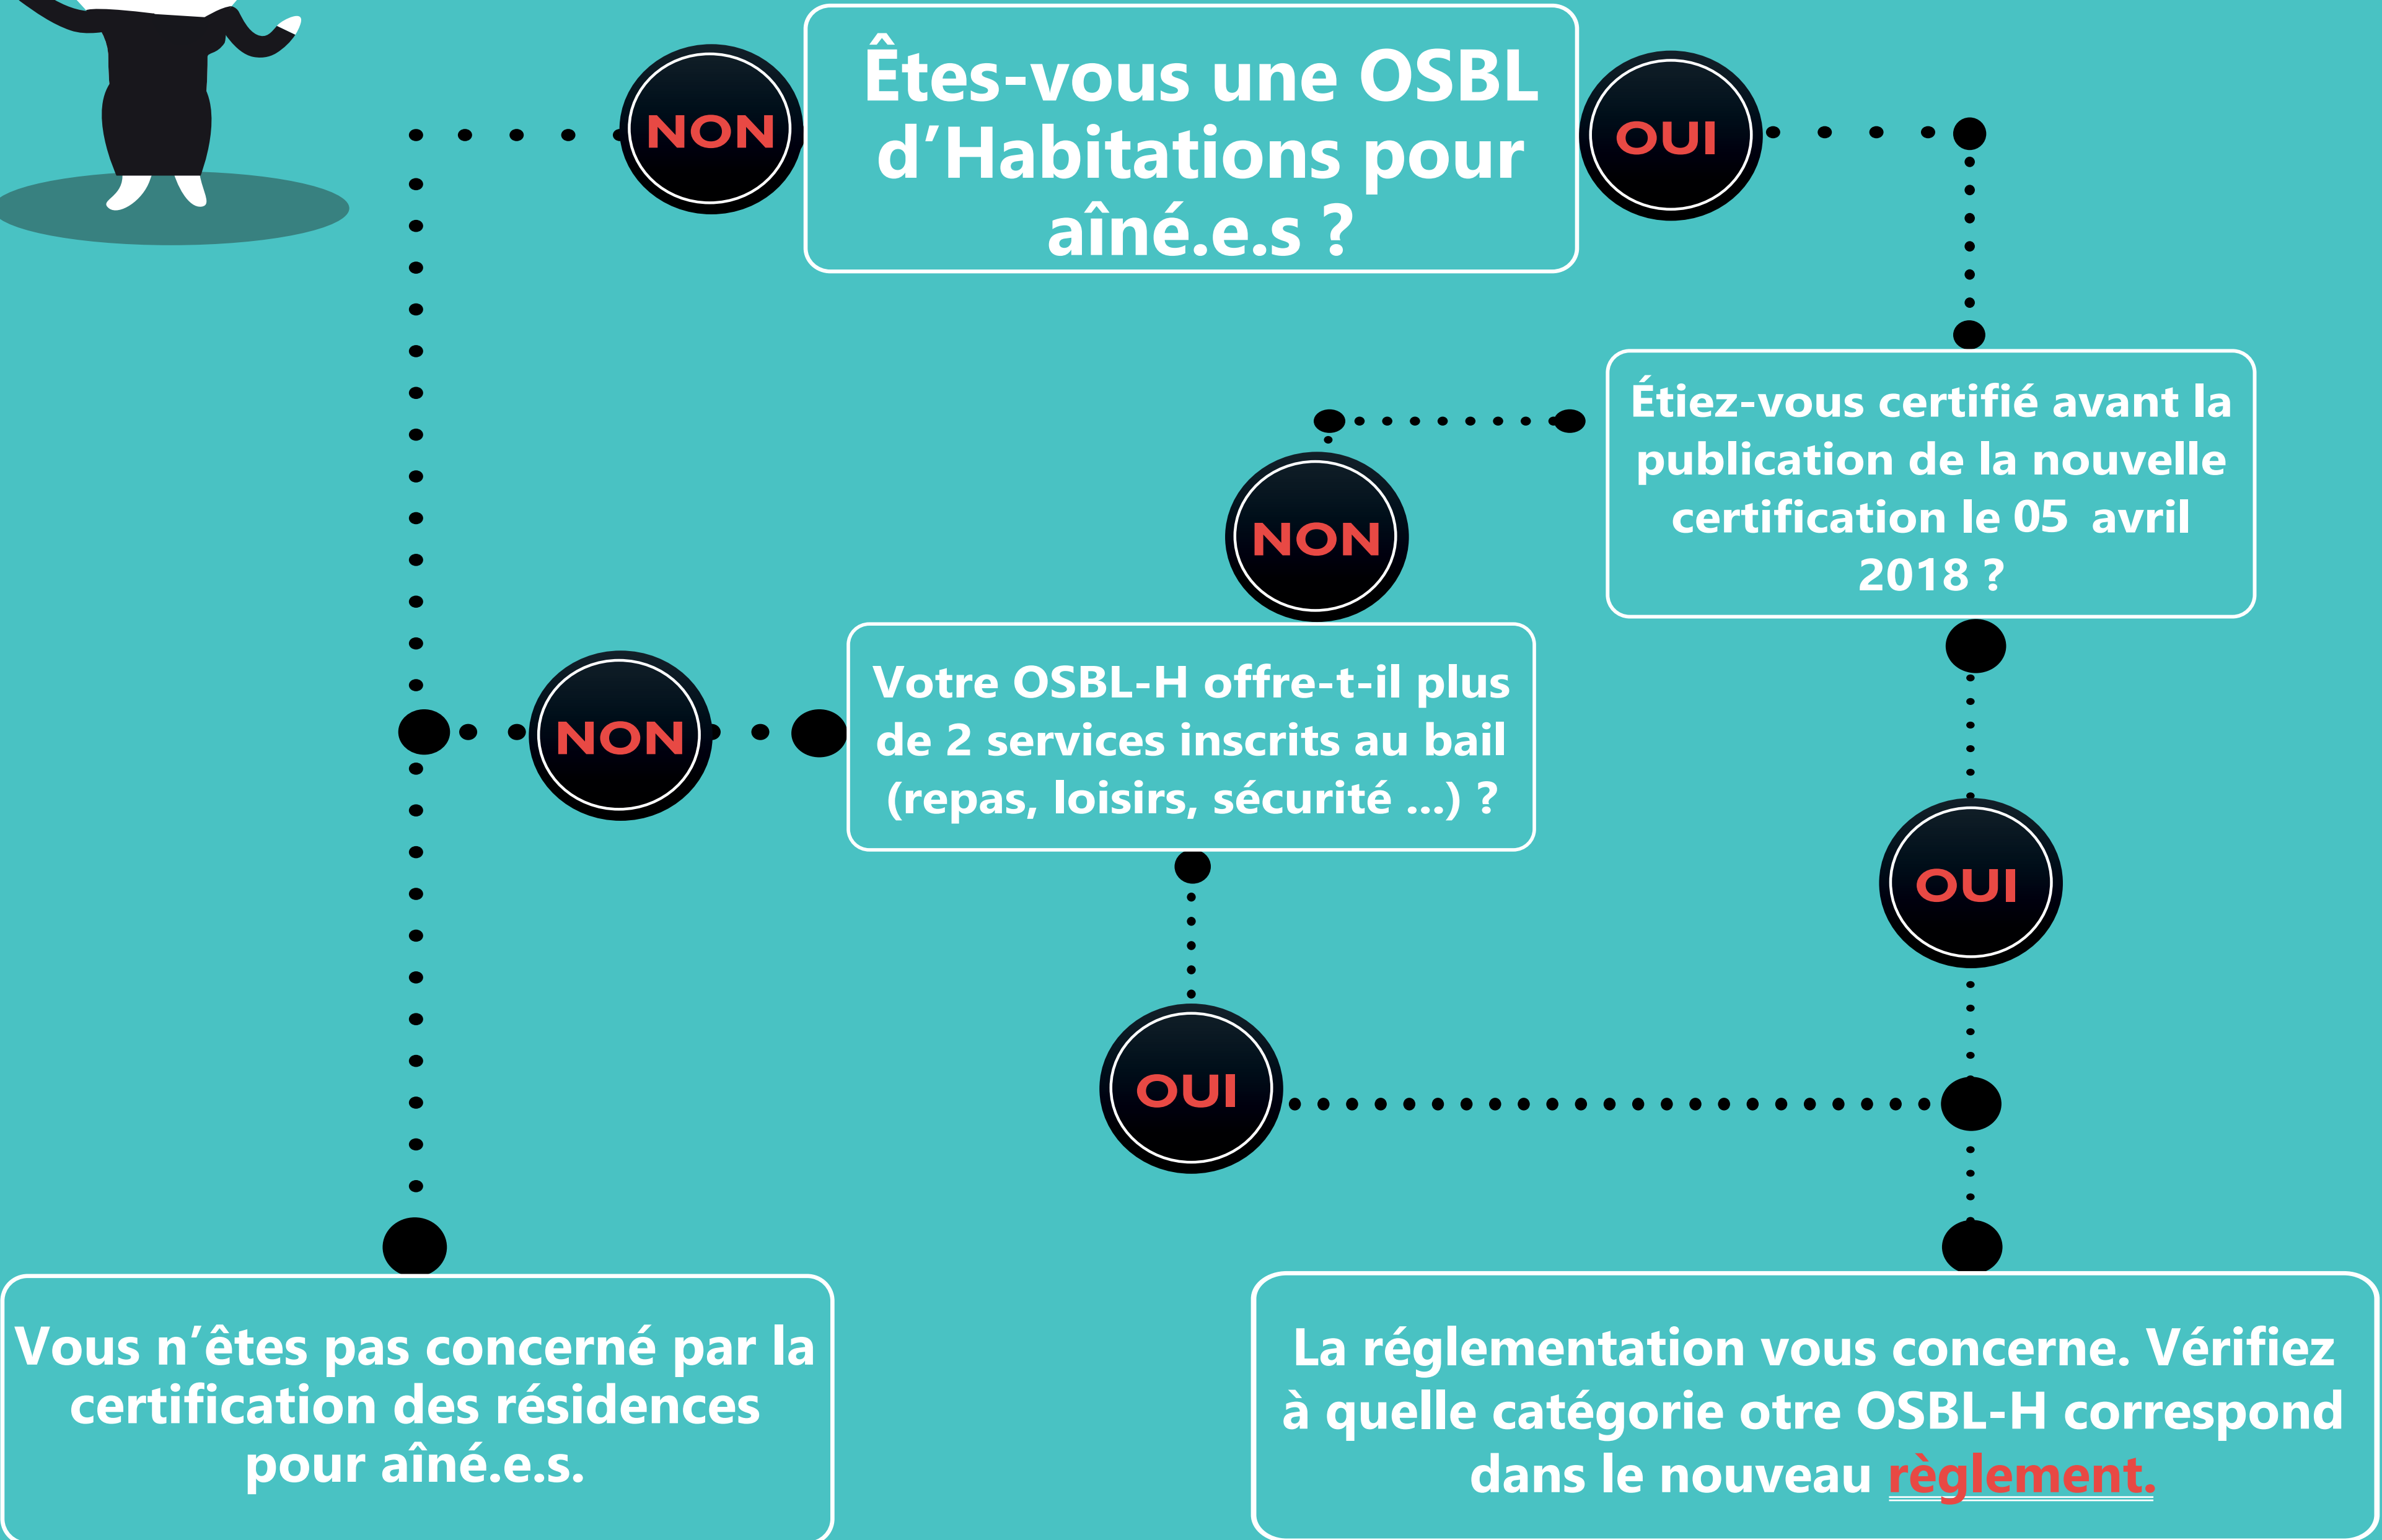 Êtes-vous une OSBL
d’Habitations pour
aîné.e.s ?
NON
OUI
Étiez-vous certifié avant la
publication de la nouvelle
certification le 05 avril
2018 ?
NON
Votre OSBL-H offre-t-il plus
de 2 services inscrits au bail
(repas, loisirs, sécurité ...) ?
NON
OUI
OUI
Vous n’êtes pas concerné par la
certification des résidences
pour aîné.e.s.
La réglementation vous concerne. Vérifiez
à quelle catégorie otre OSBL-H correspond
dans le nouveau règlement.